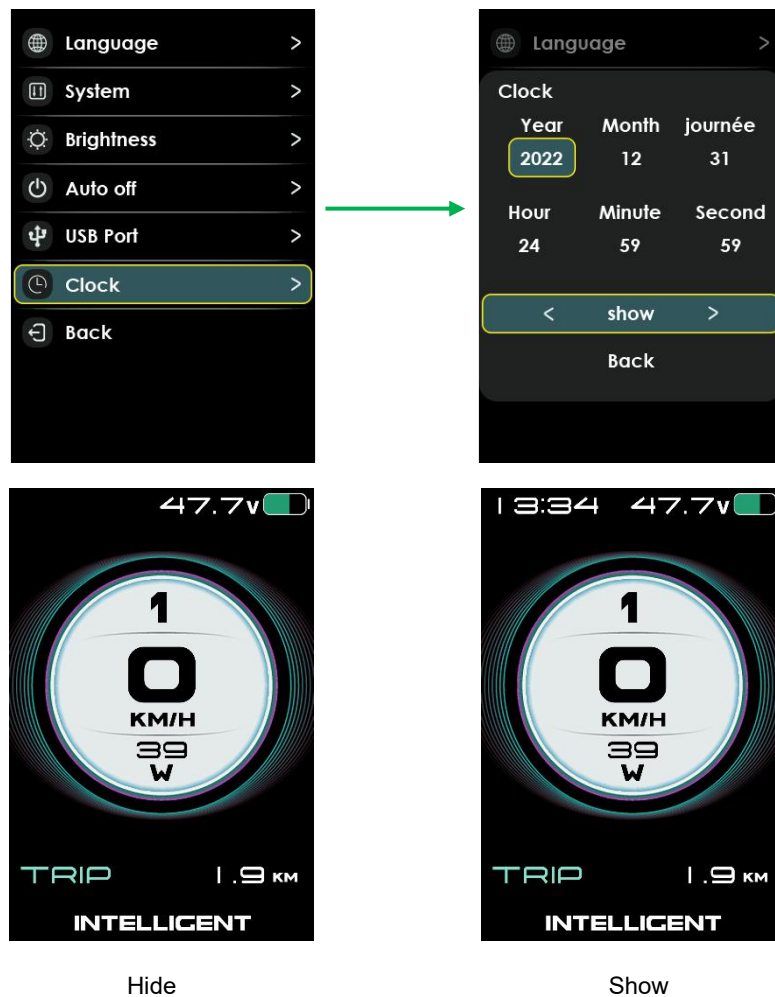 Language >
System >
Brightness >
Auto off >
USB Port >
Clock >
Back
Language >
Clock
Year Month journée
2022 12 31
Hour Minute Second
24 59 59
< show >
Back
47.7v
1
0
KM/H
39
W
TRIP 1.9 KM
INTELLIGENT
Hide
13:34 47.7v
1
0
KM/H
39
W
TRIP 1.9 KM
INTELLIGENT
Show